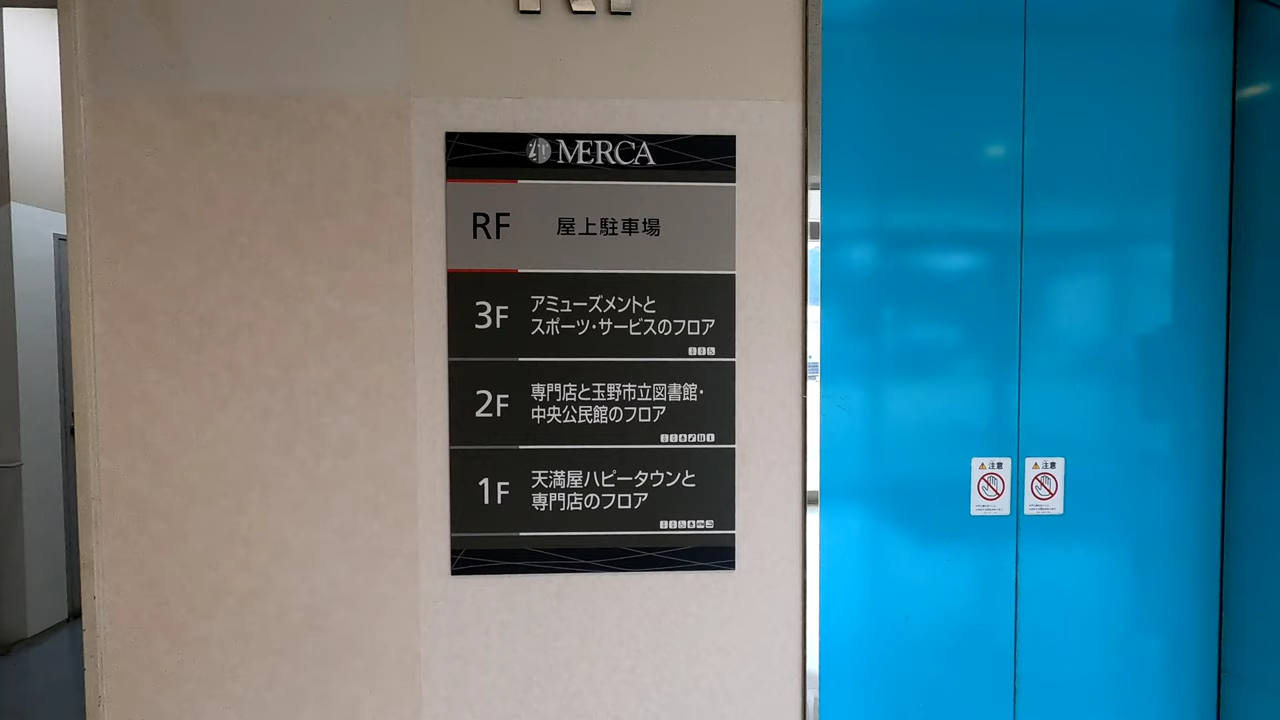 RF
MERCA
RF 屋上駐車場
3F アミューズメントと
スポーツ・サービスのフロア
2F 専門店と玉野市立図書館・
中央公民館のフロア
1F 天満屋ハピータウンと
専門店のフロア
注意
注意